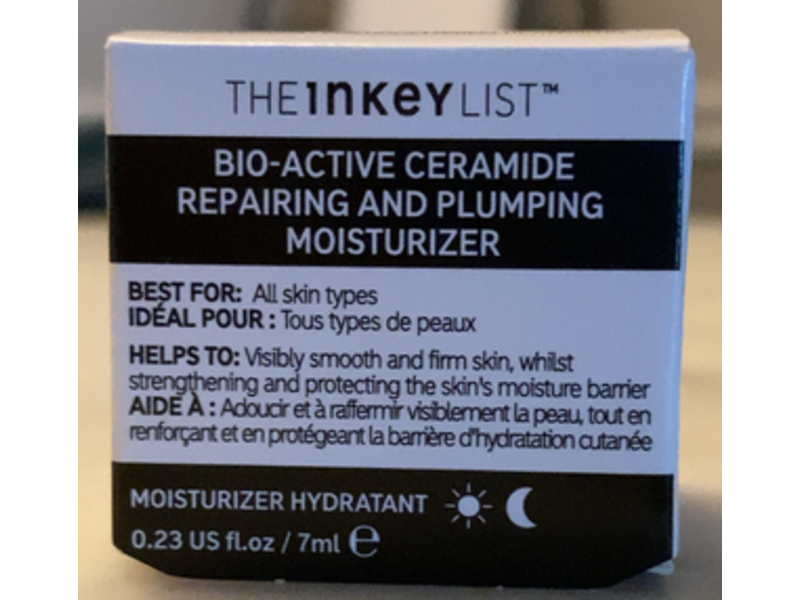 THE INKEY LIST™
BIO-ACTIVE CERAMIDE
REPAIRING AND PLUMPING
MOISTURIZER
BEST FOR: All skin types
IDÉAL POUR : Tous types de peaux
HELPS TO: Visibly smooth and firm skin, whilst
strengthening and protecting the skin's moisture barrier
AIDE À : Adoucir et à raffermir visiblement la peau, tout en
renforçant et en protégeant la barrière d'hydratation cutanée
MOISTURIZER HYDRATANT
0.23 US fl.oz / 7ml ℮